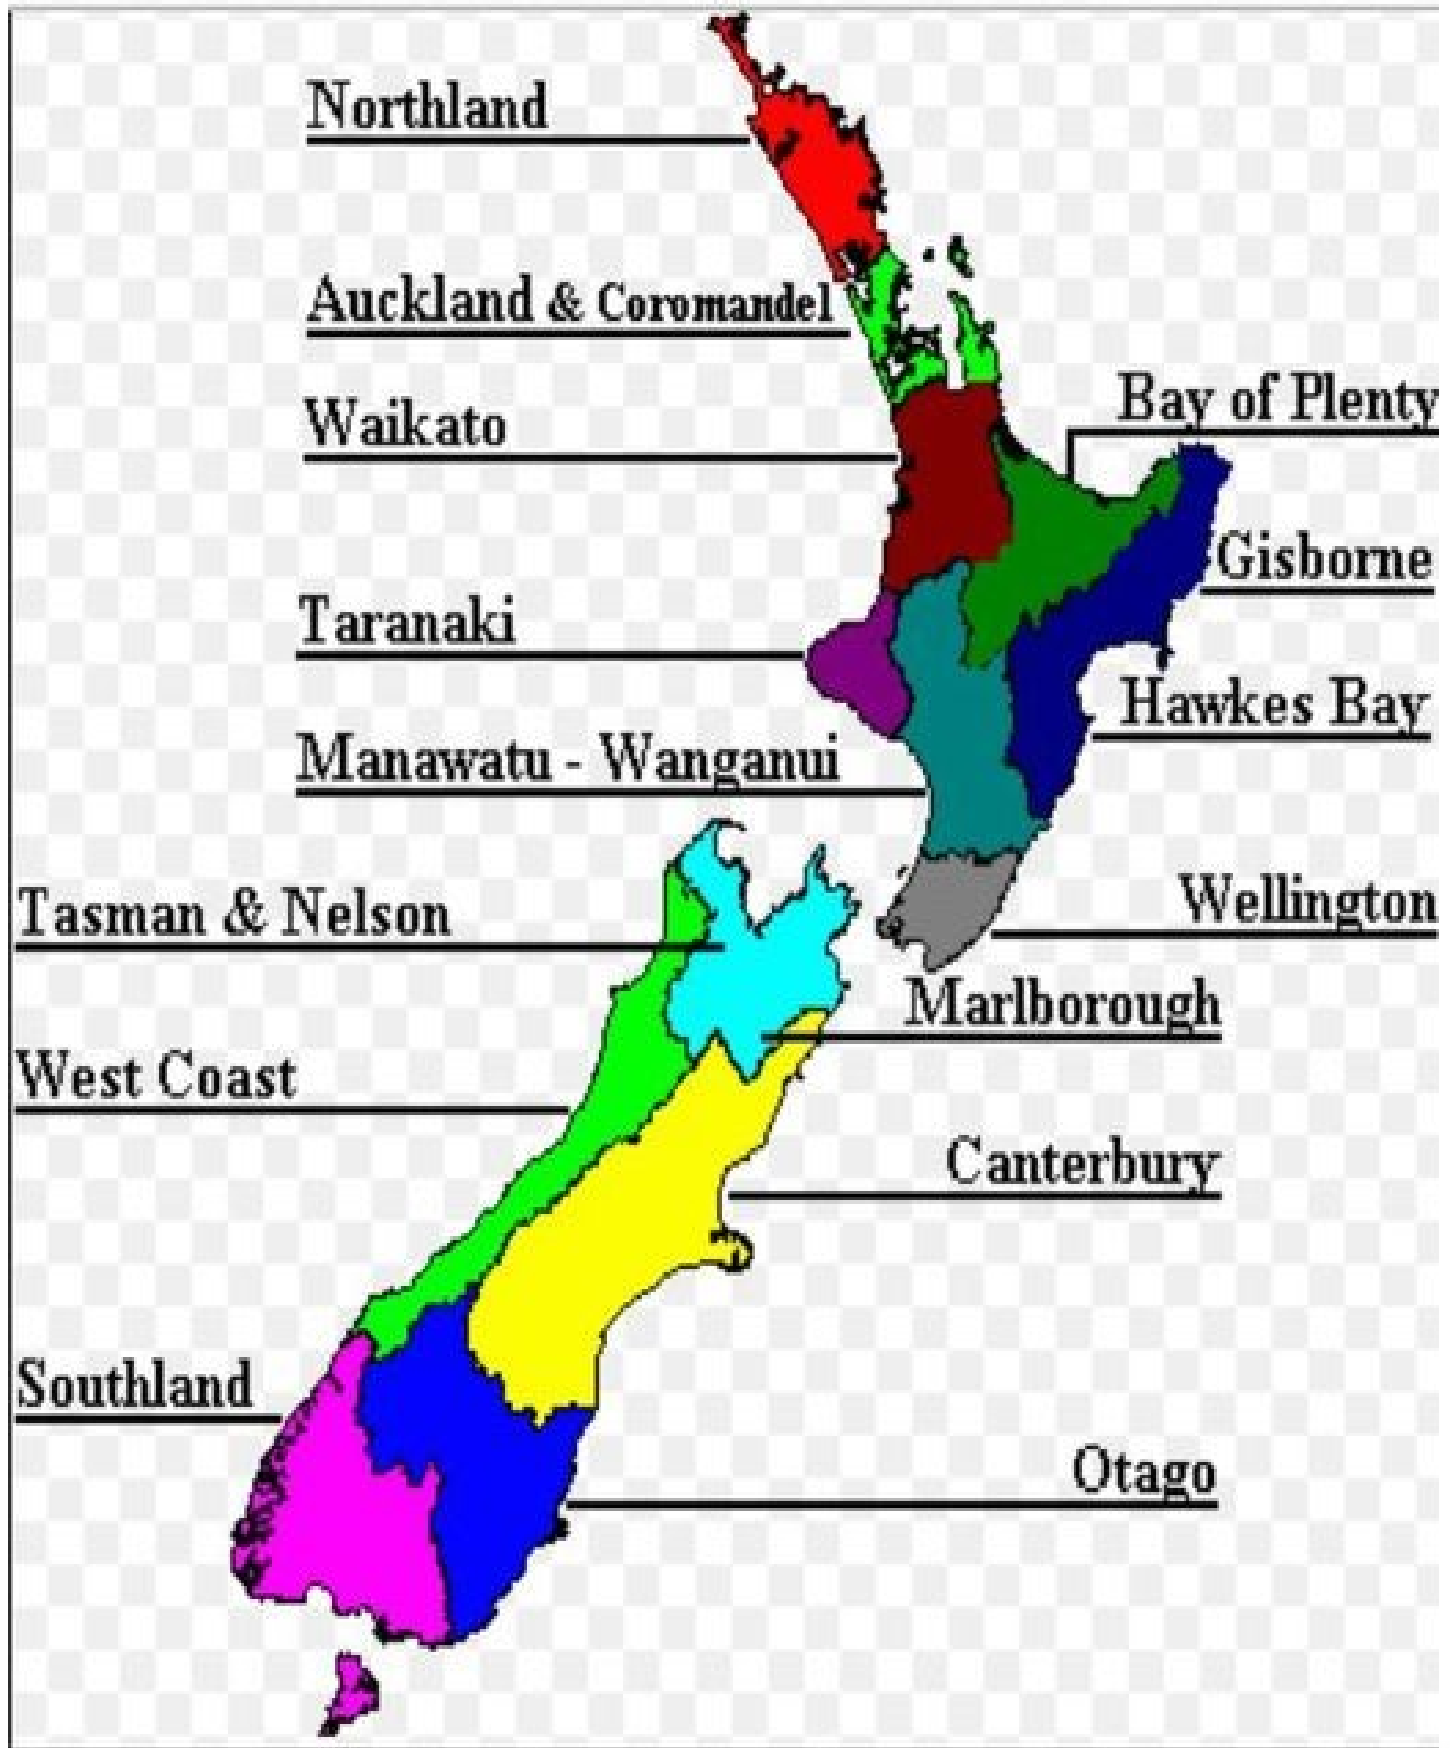 Northland
Auckland & Coromandel
Waikato
Bay of Plenty
Gisborne
Taranaki
Hawkes Bay
Manawatu - Wanganui
Tasman & Nelson
Wellington
Marlborough
West Coast
Canterbury
Southland
Otago